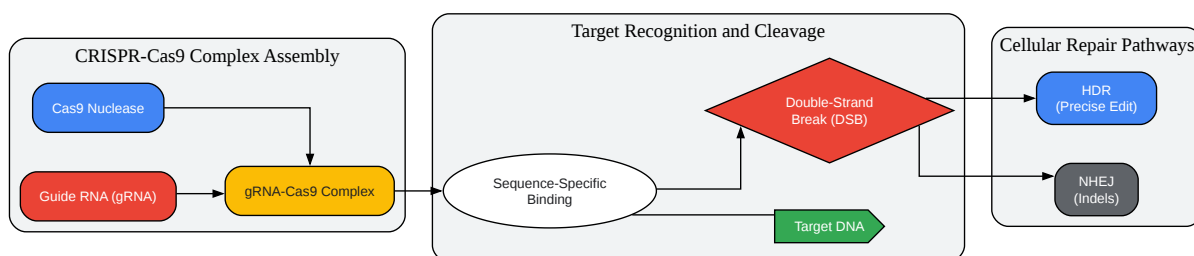 CRISPR-Cas9 Complex Assembly
Cas9 Nuclease
Guide RNA (gRNA)
gRNA-Cas9 Complex
Target Recognition and Cleavage
Sequence-Specific
Binding
Double-Strand
Break (DSB)
Target DNA
Cellular Repair Pathways
HDR
(Precise Edit)
NHEJ
(Indels)